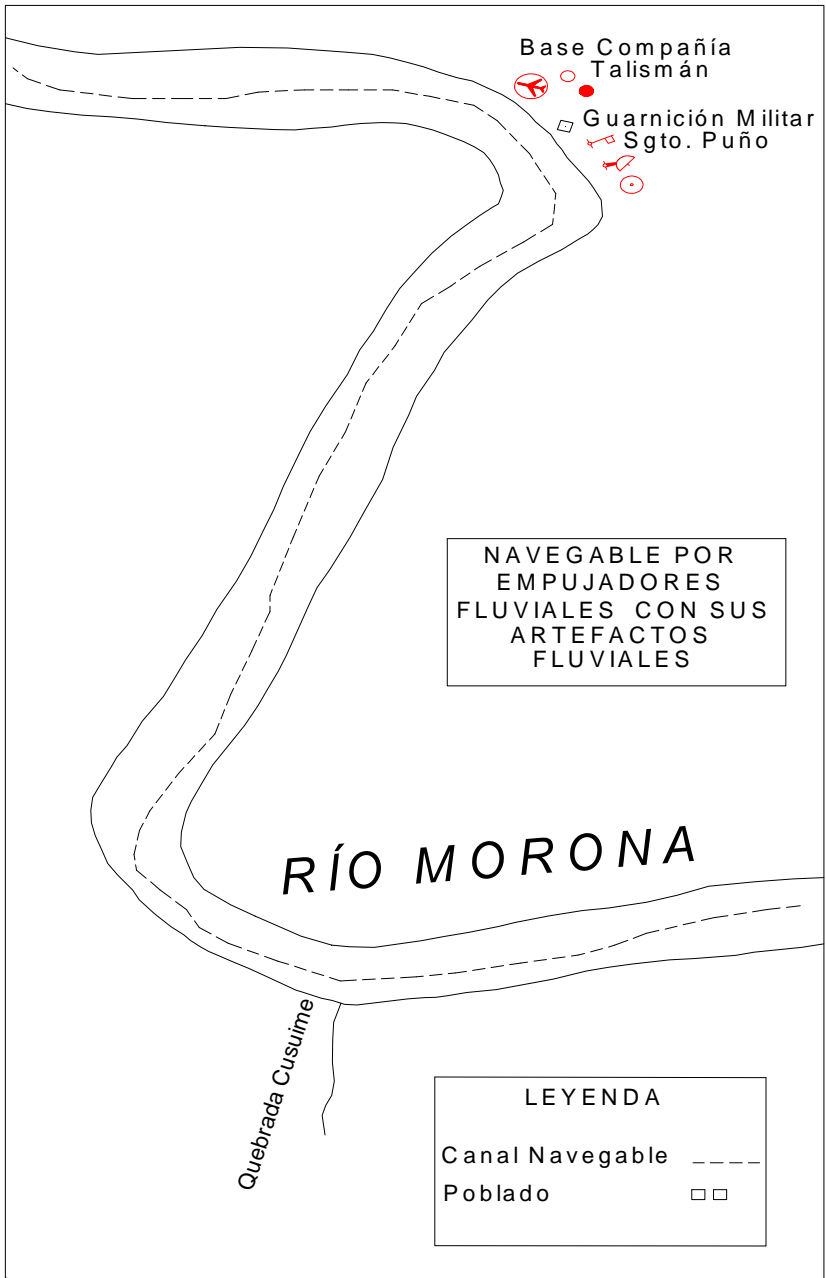 Base Compañía
Talismán
Guarnición Militar
Sgto. Puño
NAVEGABLE POR
EMPUJADORES
FLUVIALES CON SUS
ARTEFACTOS
FLUVIALES
RÍO MORONA
Quebrada Cusuime
LEYENDA
Canal Navegable
Poblado